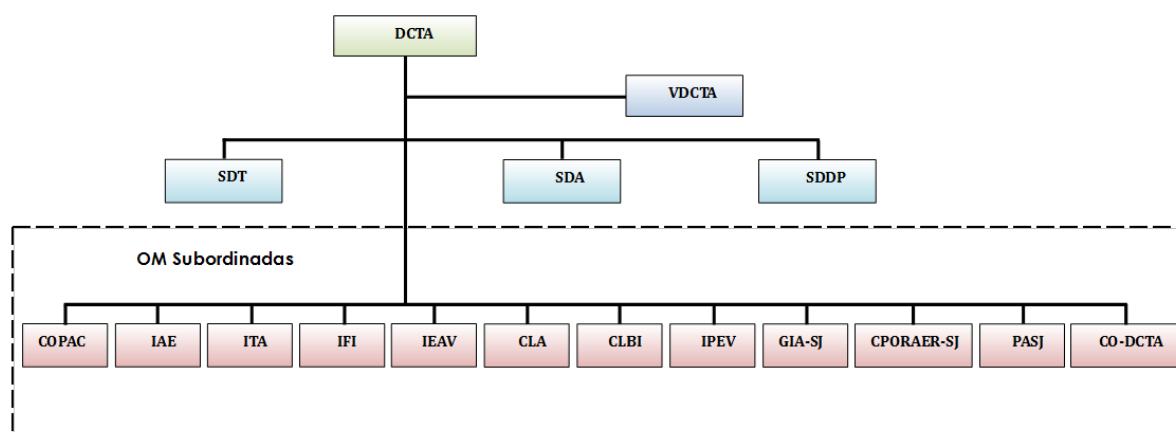 DCTA
VDCTA
SDT
SDA
SDDP
OM Subordinadas
COPAC
IAE
ITA
IFI
IEAV
CLA
CLBI
IPEV
GIA-SJ
CPORAER-SJ
PASJ
CO-DCTA